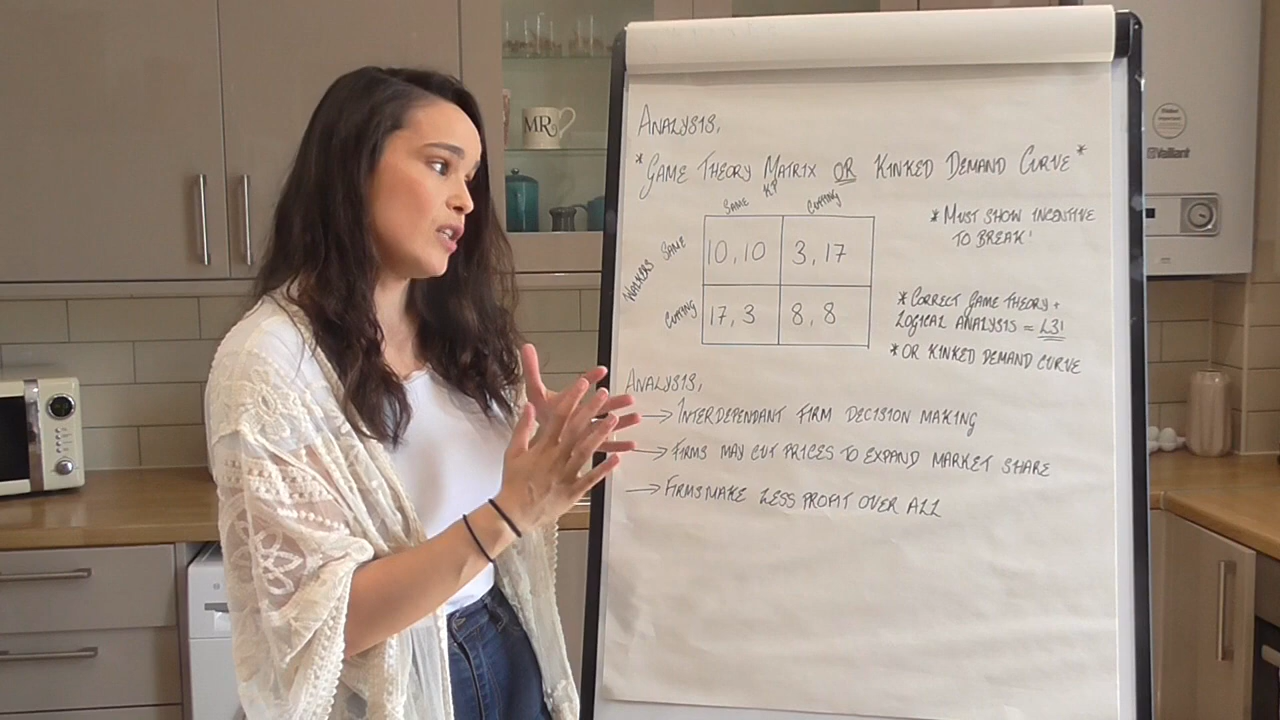 ANALYSIS,
*GAME THEORY MATRIX OR KINKED DEMAND CURVE*
KP
SAME CUTTING
WALKERS
SAME 10,10 3,17
CUTTING 17,3 8,8
* MUST SHOW INCENTIVE
TO BREAK!
* CORRECT GAME THEORY +
LOGICAL ANALYSIS = L3!
* OR KINKED DEMAND CURVE
ANALYSIS,
→ INTERDEPENDANT FIRM DECISION MAKING
→ FIRMS MAY CUT PRICES TO EXPAND MARKET SHARE
→ FIRMS MAKE LESS PROFIT OVER ALL
MR
Vaillant